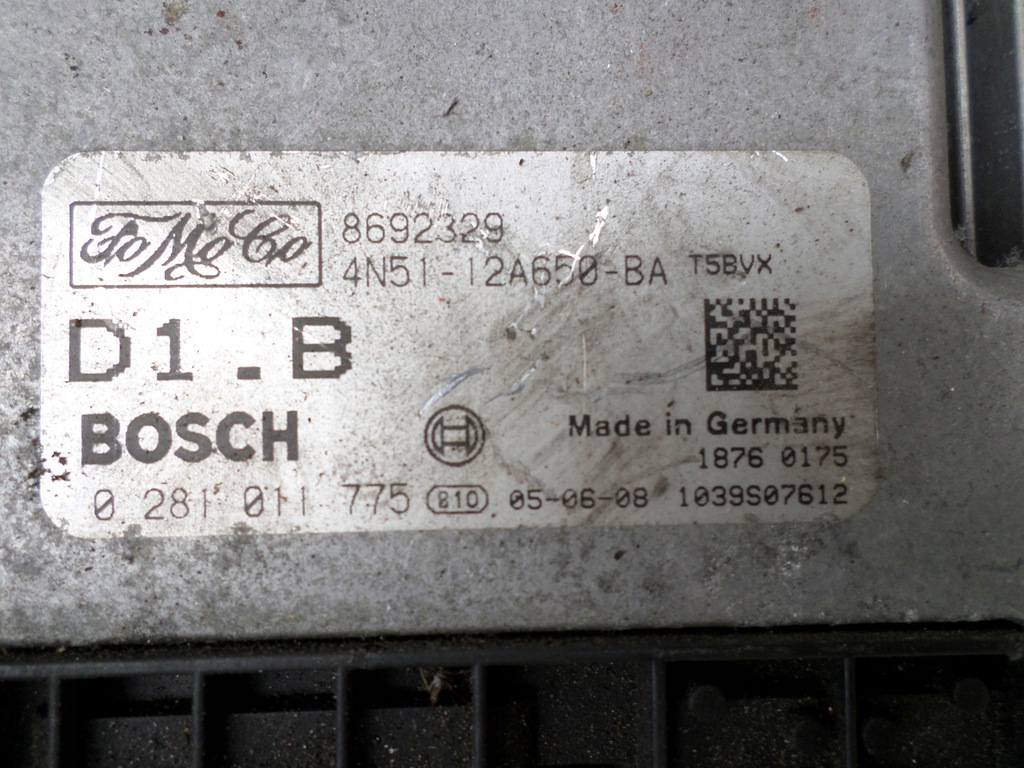 FoMoCo
8692329
4N51-12A650-BA T5BVX
D1.B
BOSCH
Made in Germany
1876 0175
0 281 011 775 810 05-06-08 1039S07612